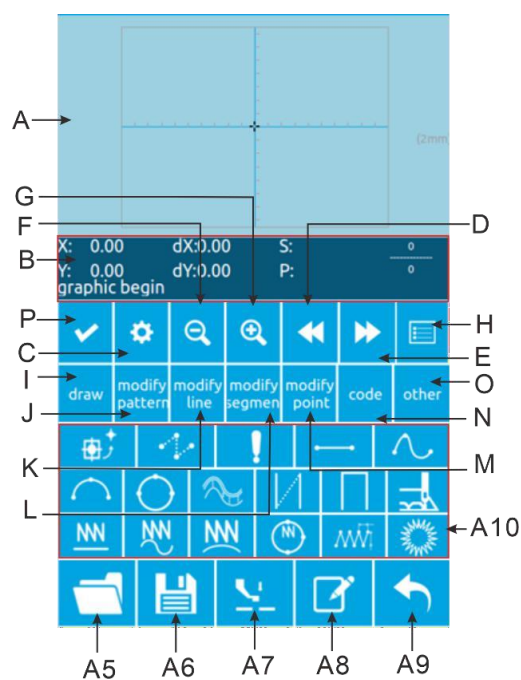 A
(2mm)
G
F
D
B
X: 0.00 dX:0.00 S: 0
Y: 0.00 dY:0.00 P: 0
graphic begin
P
H
C
E
I
O
draw modify pattern modify line modify segmen modify point code other
J
N
K
M
L
A10
A5 A6 A7 A8 A9